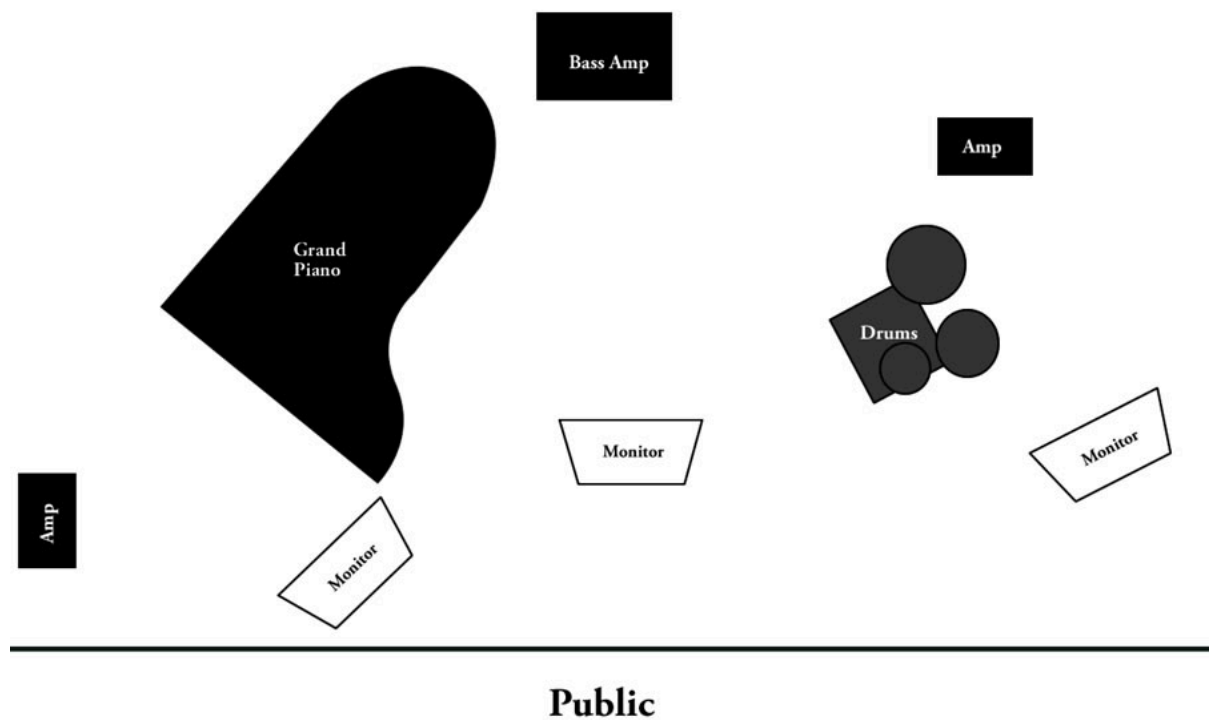 Bass Amp
Amp
Grand
Piano
Drums
Monitor
Monitor
Amp
Monitor
Public